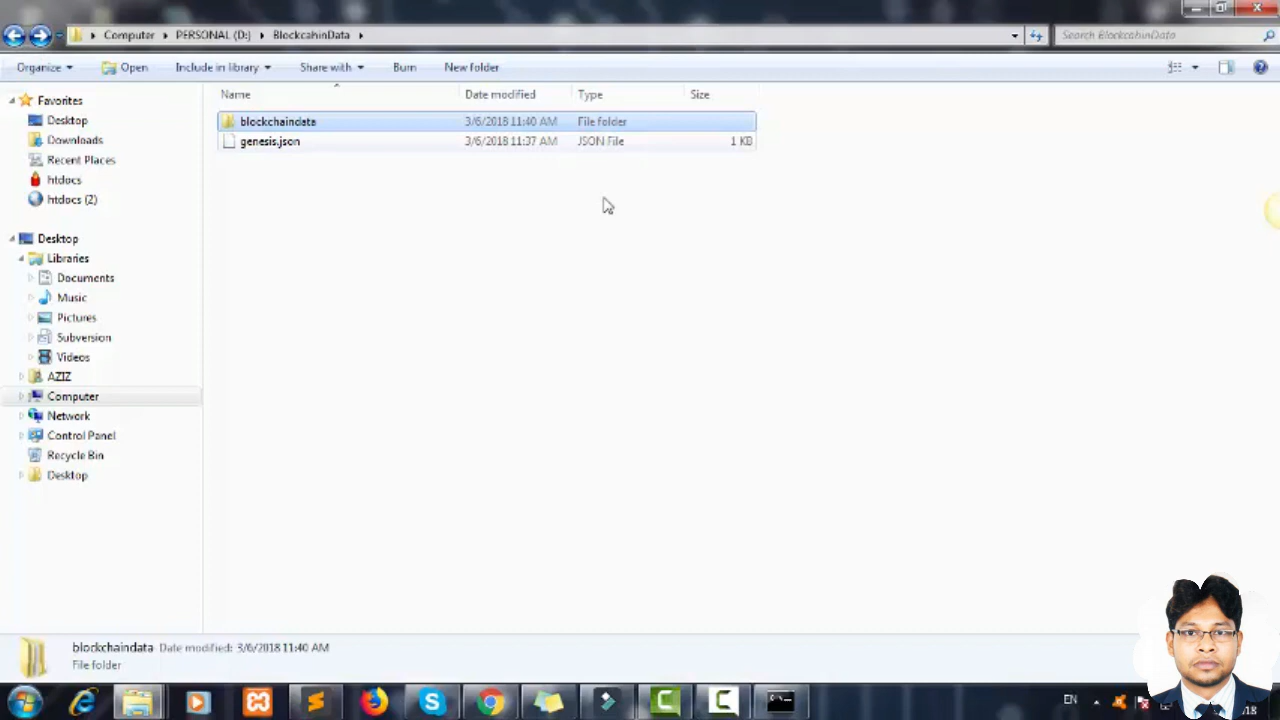 Computer PERSONAL (D:) BlockcahinData
Search BlockcahinData
Organize Open Include in library Share with Burn New folder
Name Date modified Type Size
Favorites
Desktop
Downloads
Recent Places
htdocs
htdocs (2)
Desktop
Libraries
Documents
Music
Pictures
Subversion
Videos
AZIZ
Computer
Network
Control Panel
Recycle Bin
Desktop
blockchaindata 3/6/2018 11:40 AM File folder
genesis.json 3/6/2018 11:37 AM JSON File 1 KB
blockchaindata Date modified: 3/6/2018 11:40 AM
File folder
EN